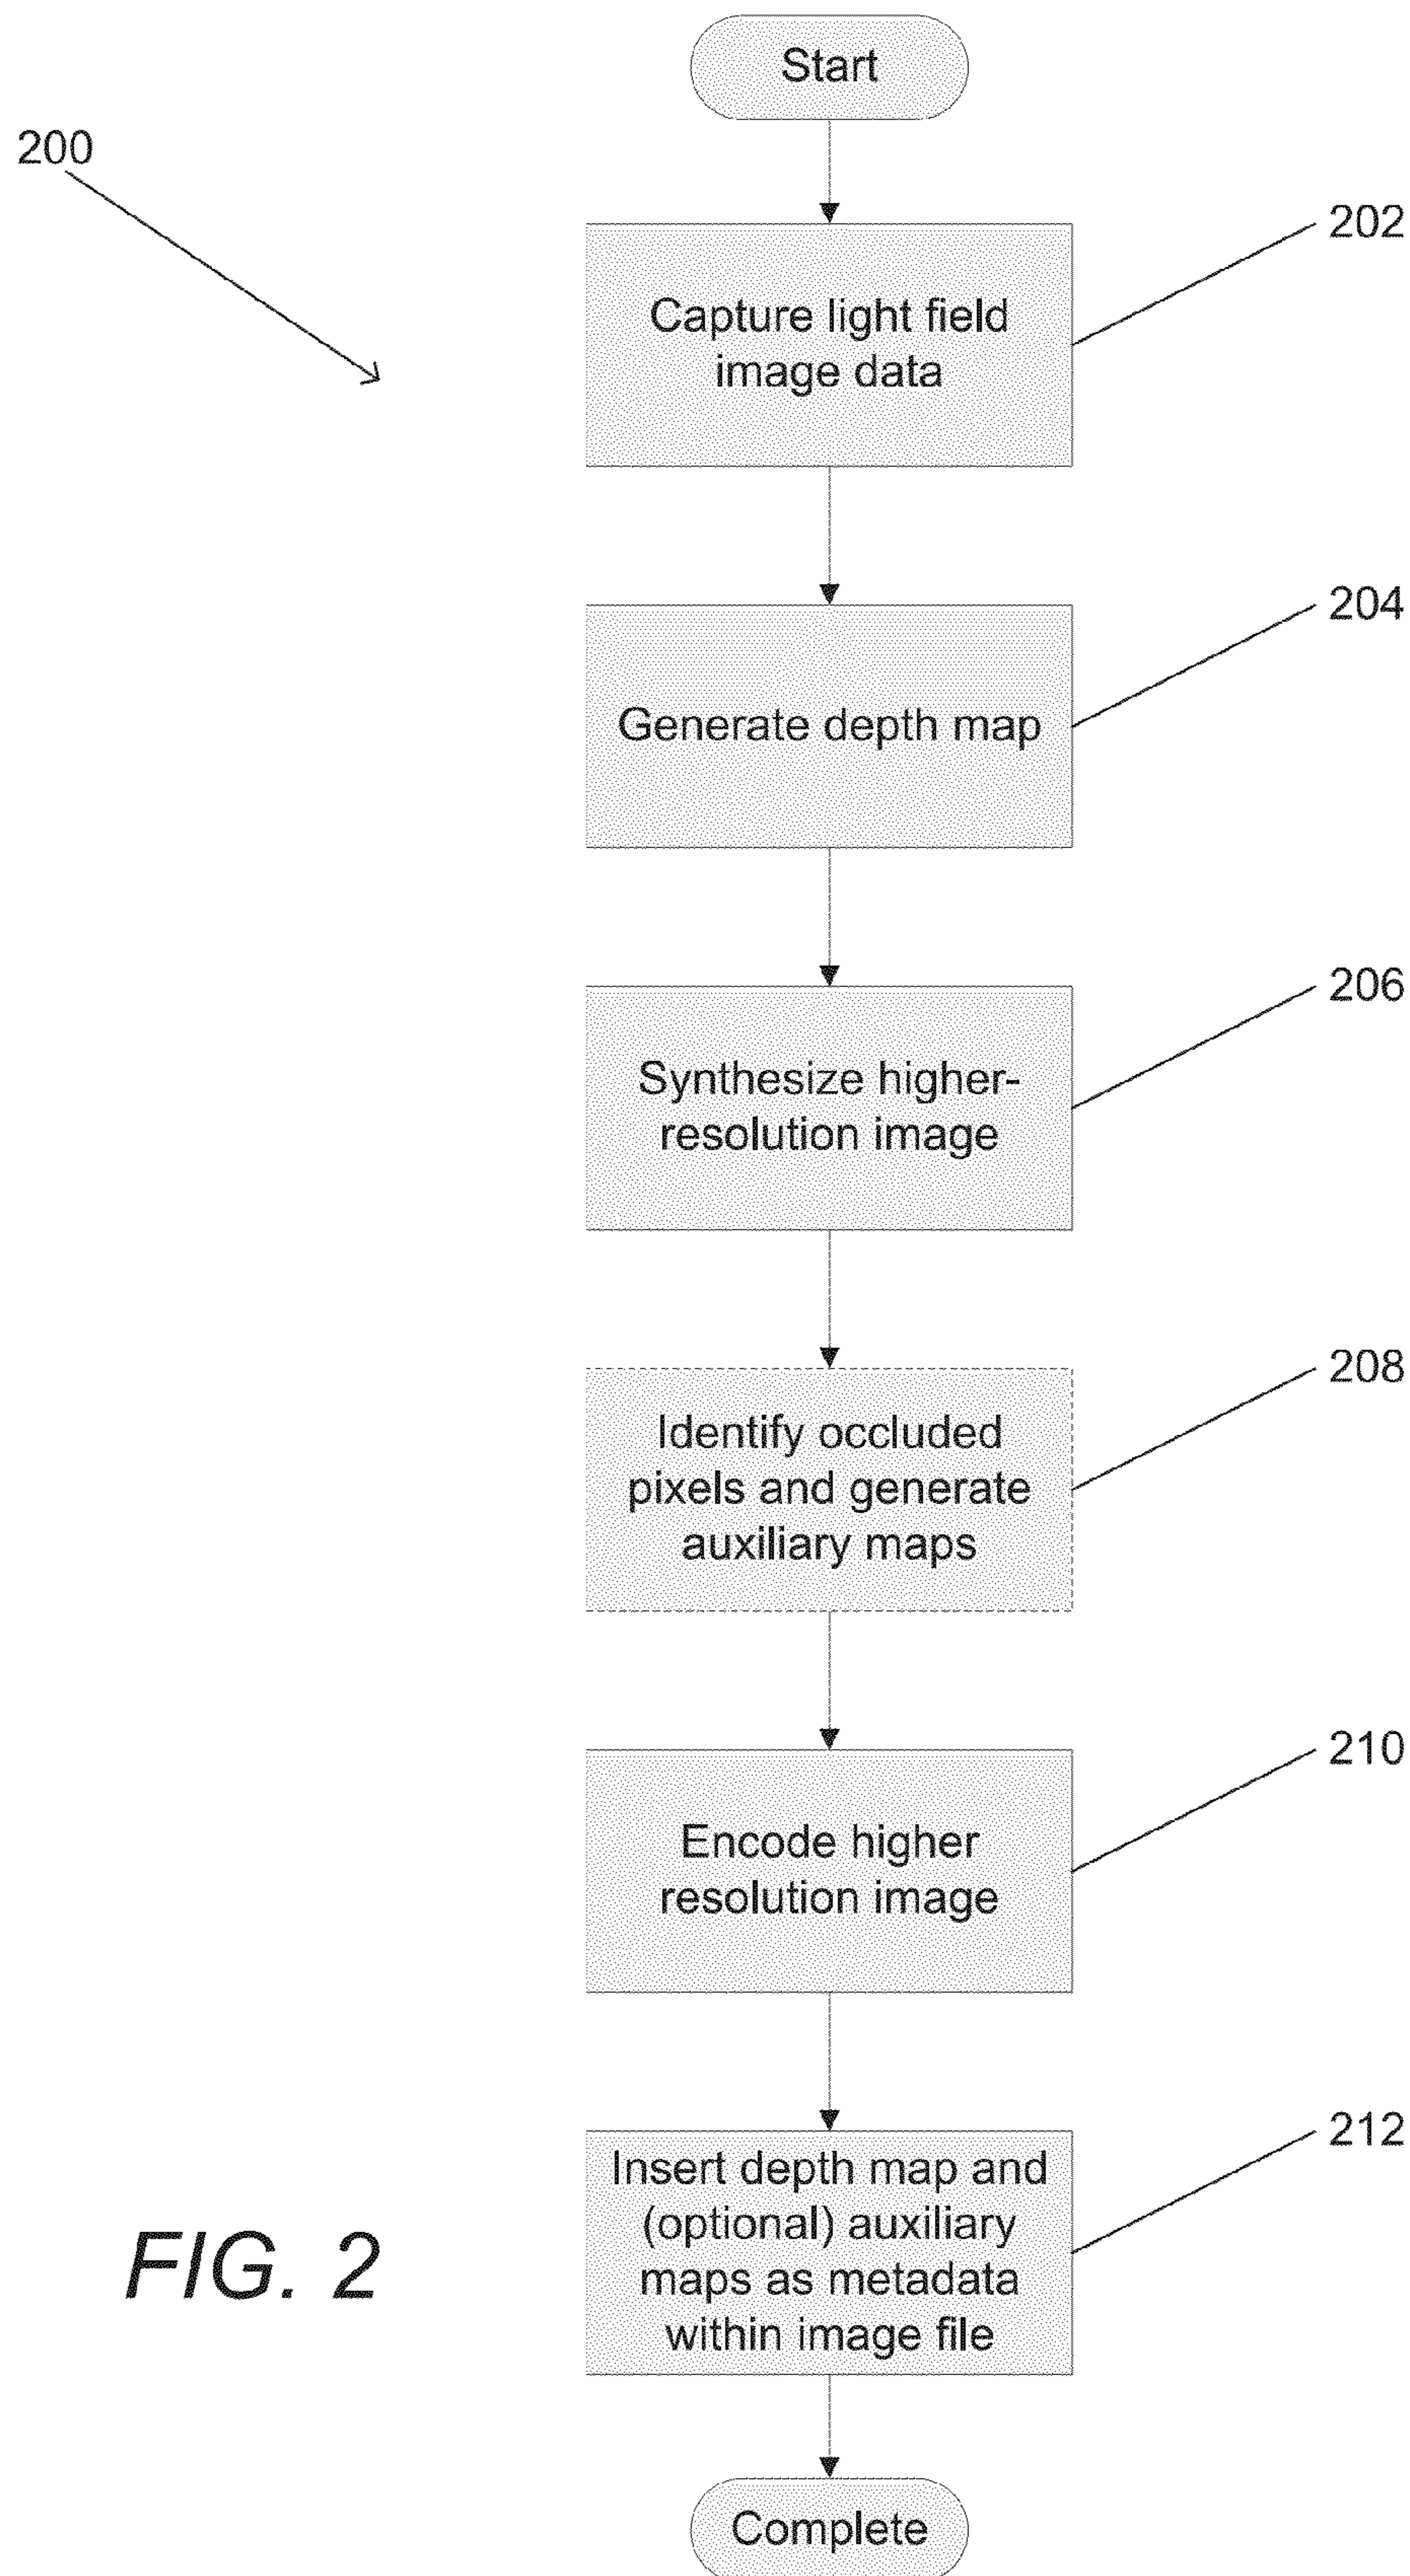 Start
200
202
Capture light field
image data
204
Generate depth map
206
Synthesize higher-
resolution image
208
Identify occluded
pixels and generate
auxiliary maps
210
Encode higher
resolution image
212
Insert depth map and
(optional) auxiliary
maps as metadata
within image file
FIG. 2
Complete